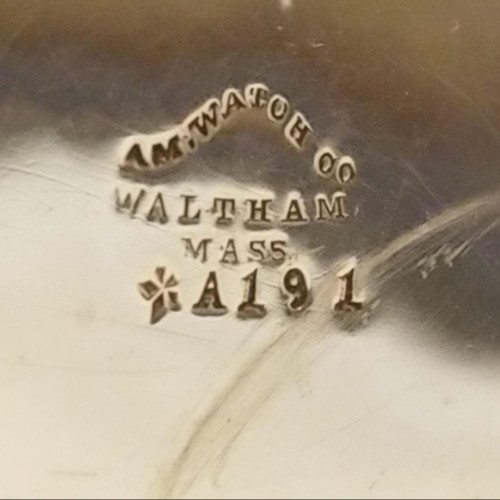 AM. WATCH CO
WALTHAM
MASS.
★A191